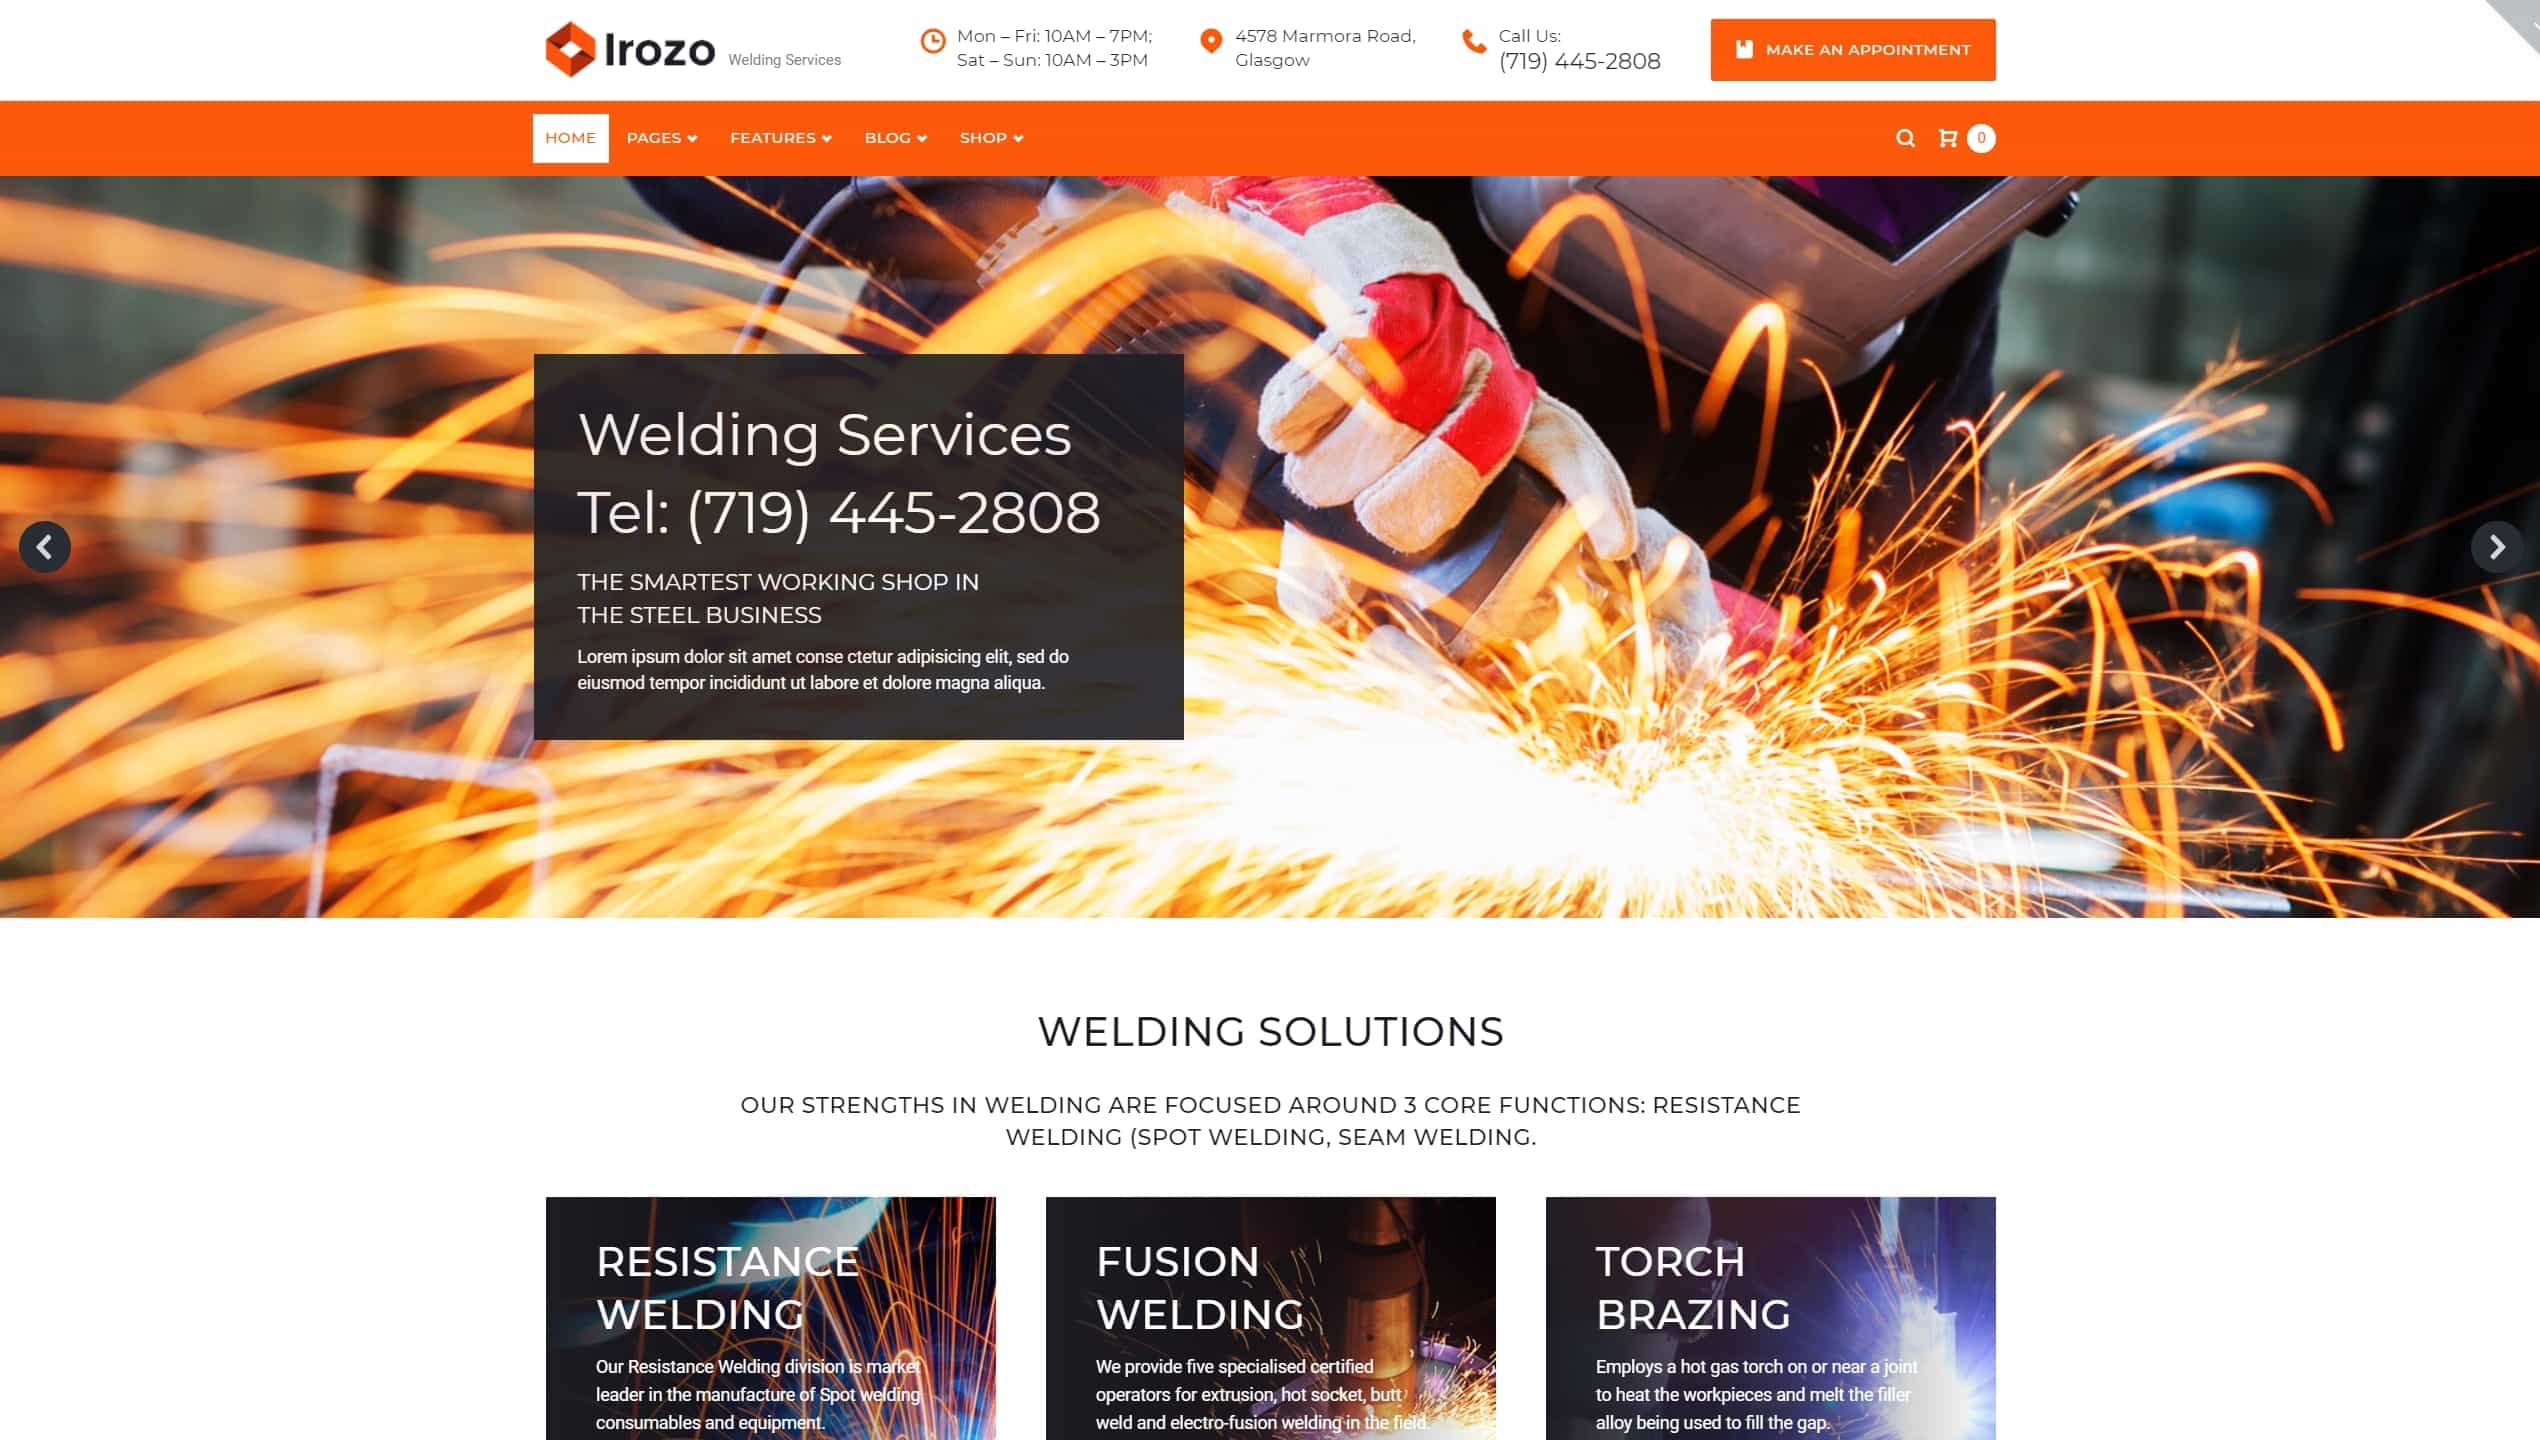 Irozo Welding Services
Mon – Fri: 10AM – 7PM;
Sat – Sun: 10AM – 3PM
4578 Marmora Road,
Glasgow
Call Us:
(719) 445-2808
MAKE AN APPOINTMENT
HOME PAGES FEATURES BLOG SHOP 0
Welding Services
Tel: (719) 445-2808
THE SMARTEST WORKING SHOP IN
THE STEEL BUSINESS
Lorem ipsum dolor sit amet conse ctetur adipisicing elit, sed do
eiusmod tempor incididunt ut labore et dolore magna aliqua.
WELDING SOLUTIONS
OUR STRENGTHS IN WELDING ARE FOCUSED AROUND 3 CORE FUNCTIONS: RESISTANCE
WELDING (SPOT WELDING, SEAM WELDING.
RESISTANCE
WELDING
Our Resistance Welding division is market
leader in the manufacture of Spot welding
consumables and equipment.
FUSION
WELDING
We provide five specialised certified
operators for extrusion, hot socket, butt
weld and electro-fusion welding in the field.
TORCH
BRAZING
Employs a hot gas torch on or near a joint
to heat the workpieces and melt the filler
alloy being used to fill the gap.